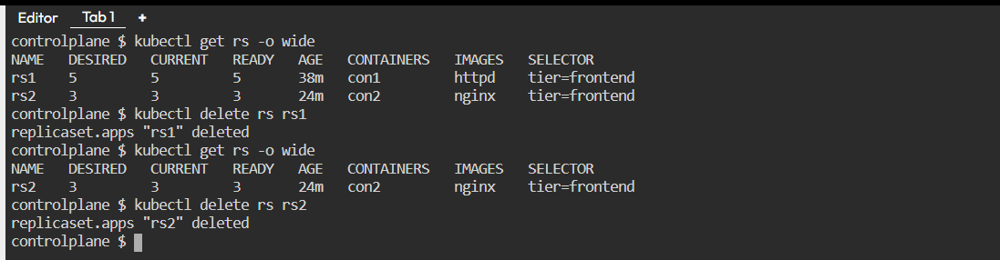 Editor Tab 1 +
controlplane $ kubectl get rs -o wide
NAME DESIRED CURRENT READY AGE CONTAINERS IMAGES SELECTOR
rs1 5 5 5 38m con1 httpd tier=frontend
rs2 3 3 3 24m con2 nginx tier=frontend
controlplane $ kubectl delete rs rs1
replicaset.apps "rs1" deleted
controlplane $ kubectl get rs -o wide
NAME DESIRED CURRENT READY AGE CONTAINERS IMAGES SELECTOR
rs2 3 3 3 24m con2 nginx tier=frontend
controlplane $ kubectl delete rs rs2
replicaset.apps "rs2" deleted
controlplane $